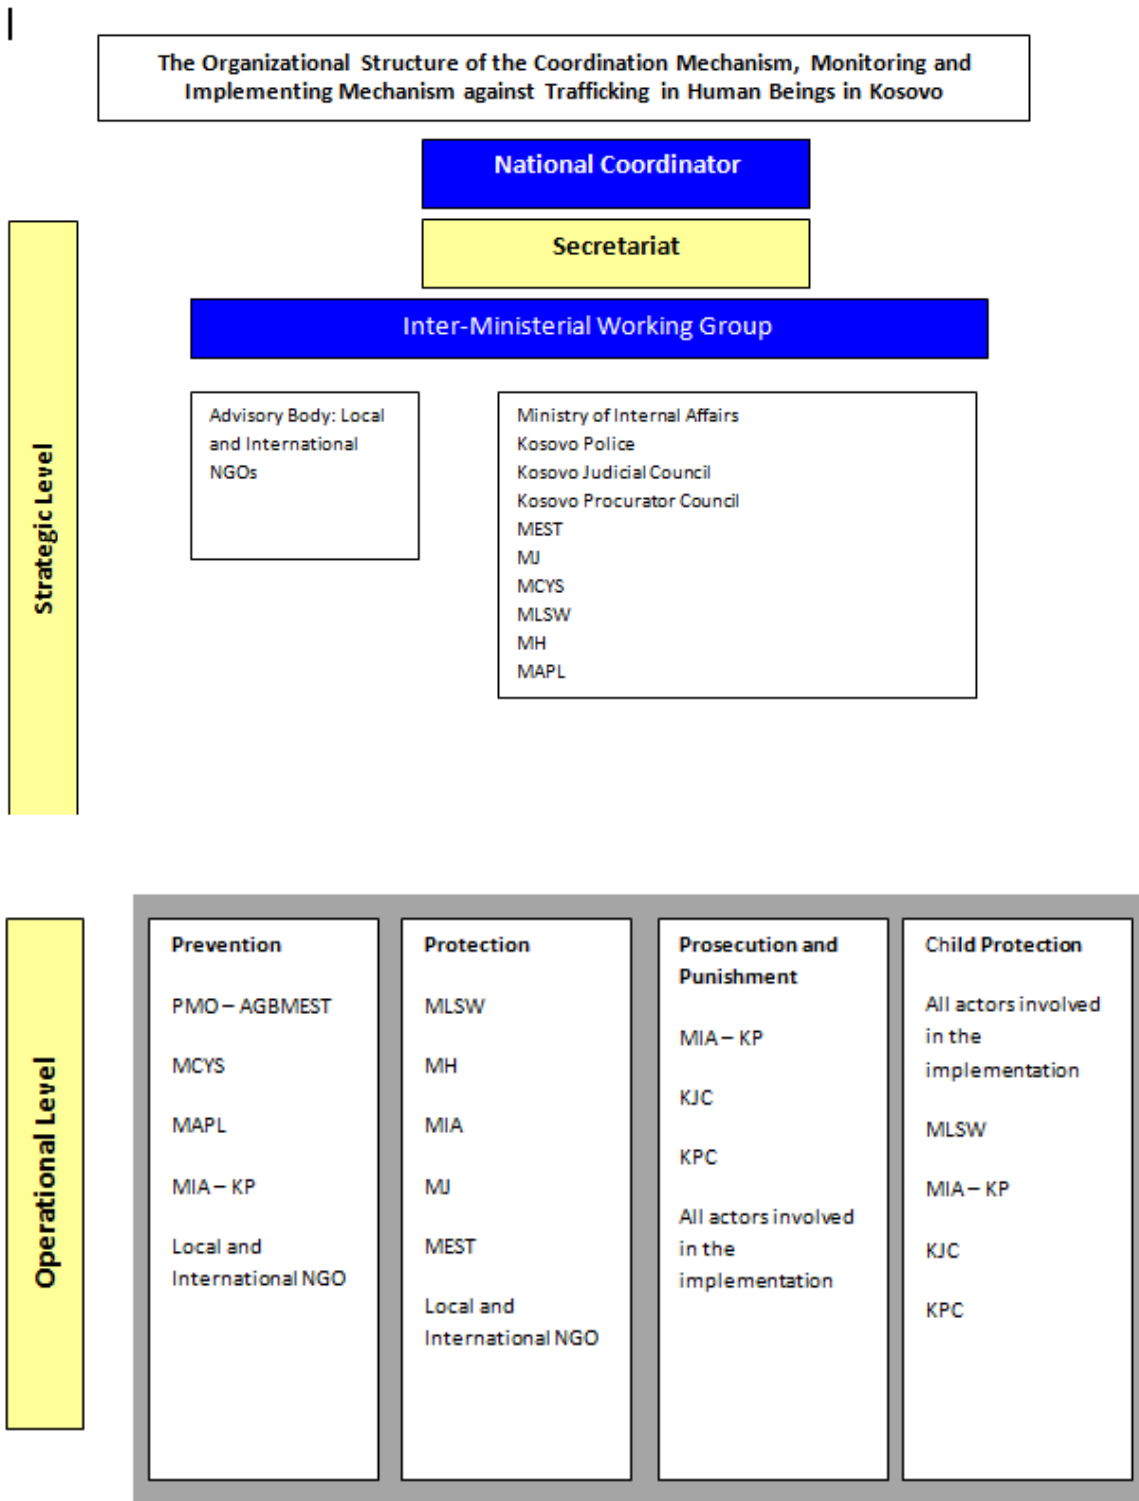 The Organizational Structure of the Coordination Mechanism, Monitoring and
Implementing Mechanism against Trafficking in Human Beings in Kosovo
National Coordinator
Secretariat
Inter-Ministerial Working Group
Strategic Level
Advisory Body: Local
and International
NGOs
Ministry of Internal Affairs
Kosovo Police
Kosovo Judicial Council
Kosovo Procurator Council
MEST
MJ
MCYS
MLSW
MH
MAPL
Operational Level
Prevention
PMO – AGBMEST
MCYS
MAPL
MIA – KP
Local and
International NGO
Protection
MLSW
MH
MIA
MJ
MEST
Local and
International NGO
Prosecution and
Punishment
MIA – KP
KJC
KPC
All actors involved
in the
implementation
Child Protection
All actors involved
in the
implementation
MLSW
MIA – KP
KJC
KPC